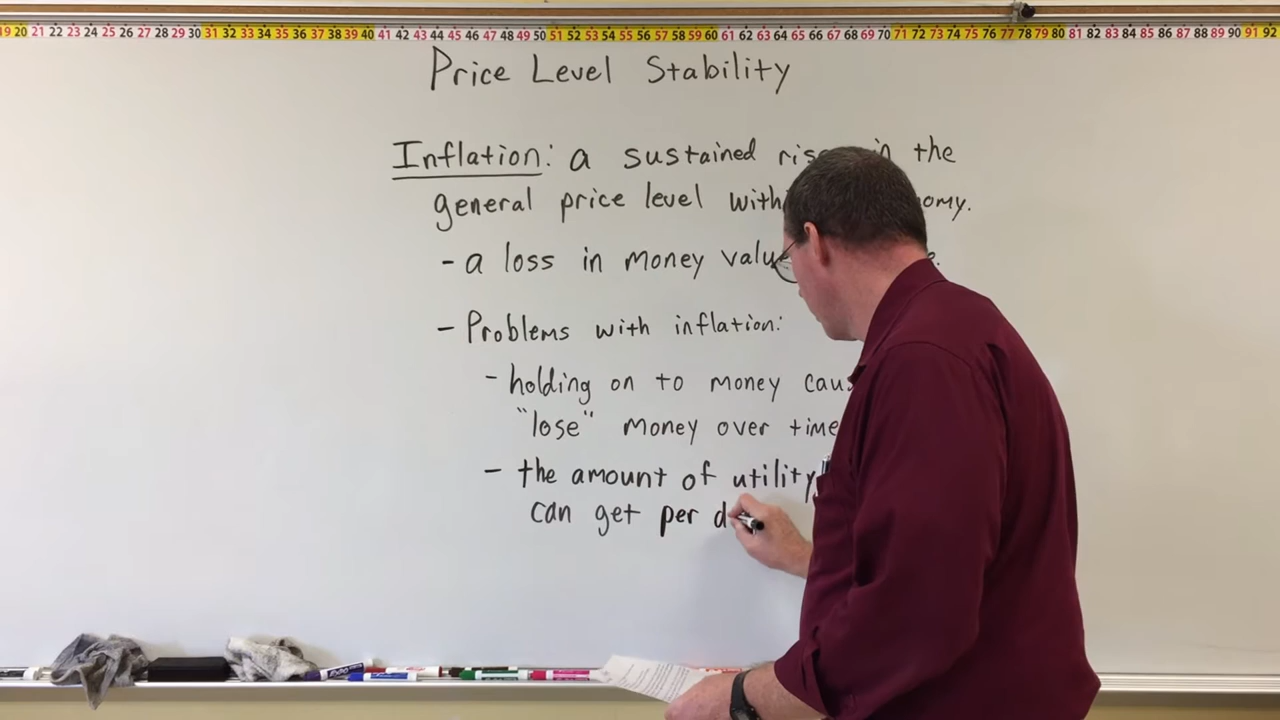 19 20 21 22 23 24 25 26 27 28 29 30 31 32 33 34 35 36 37 38 39 40 41 42 43 44 45 46 47 48 49 50 51 52 53 54 55 56 57 58 59 60 61 62 63 64 65 66 67 68 69 70 71 72 73 74 75 76 77 78 79 80 81 82 83 84 85 86 87 88 89 90 91 92
Price Level Stability
Inflation: a sustained in the
general price level
- a loss in money
- Problems with inflation:
- holding on to money
"lose" money over time
- the amount of utility
can get per